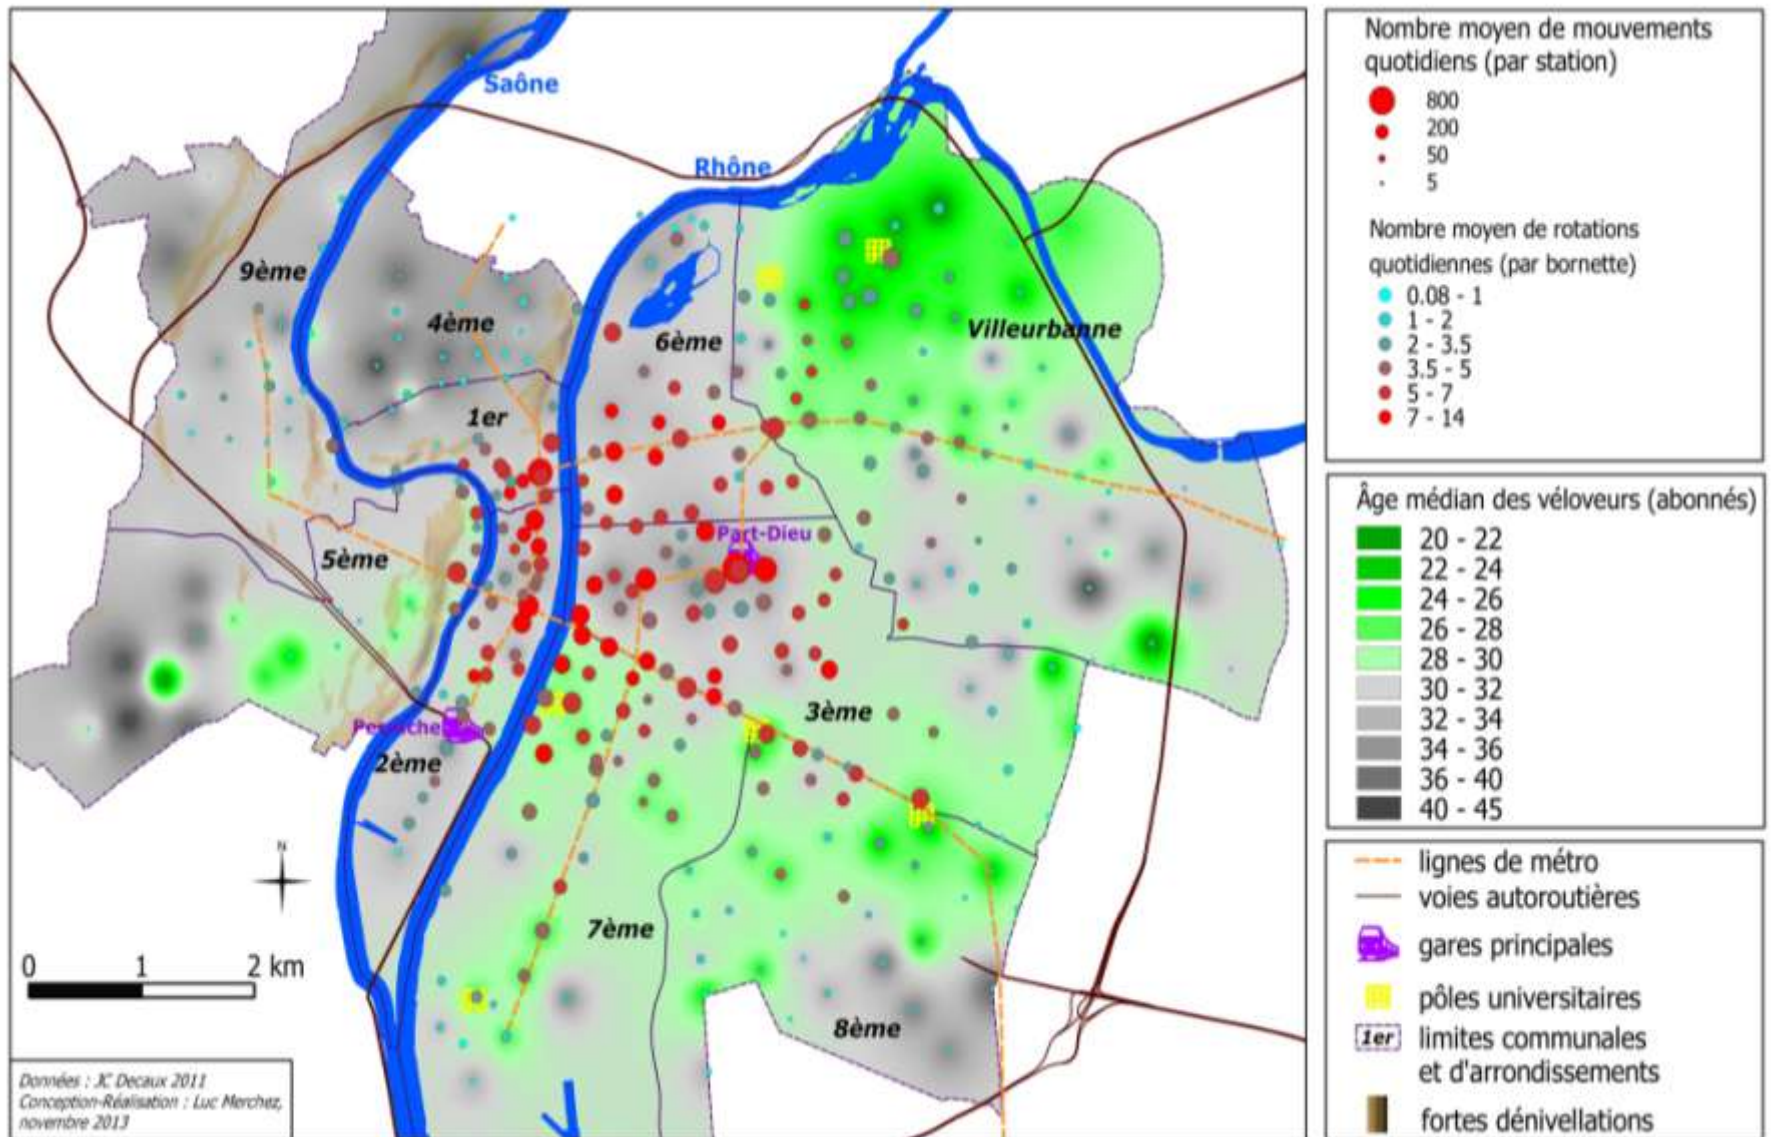 Saône
Rhône
9ème
4ème
6ème
Villeurbanne
1er
Part-Dieu
5ème
3ème
Perrache
2ème
7ème
8ème
N
0 1 2 km
Données : JC Decaux 2011
Conception-Réalisation : Luc Merchez,
novembre 2013
Nombre moyen de mouvements
quotidiens (par station)
800
200
50
5
Nombre moyen de rotations
quotidiennes (par bornette)
0.08 - 1
1 - 2
2 - 3.5
3.5 - 5
5 - 7
7 - 14
Âge médian des véloveurs (abonnés)
20 - 22
22 - 24
24 - 26
26 - 28
28 - 30
30 - 32
32 - 34
34 - 36
36 - 40
40 - 45
lignes de métro
voies autoroutières
gares principales
pôles universitaires
1er limites communales
et d'arrondissements
fortes dénivellations